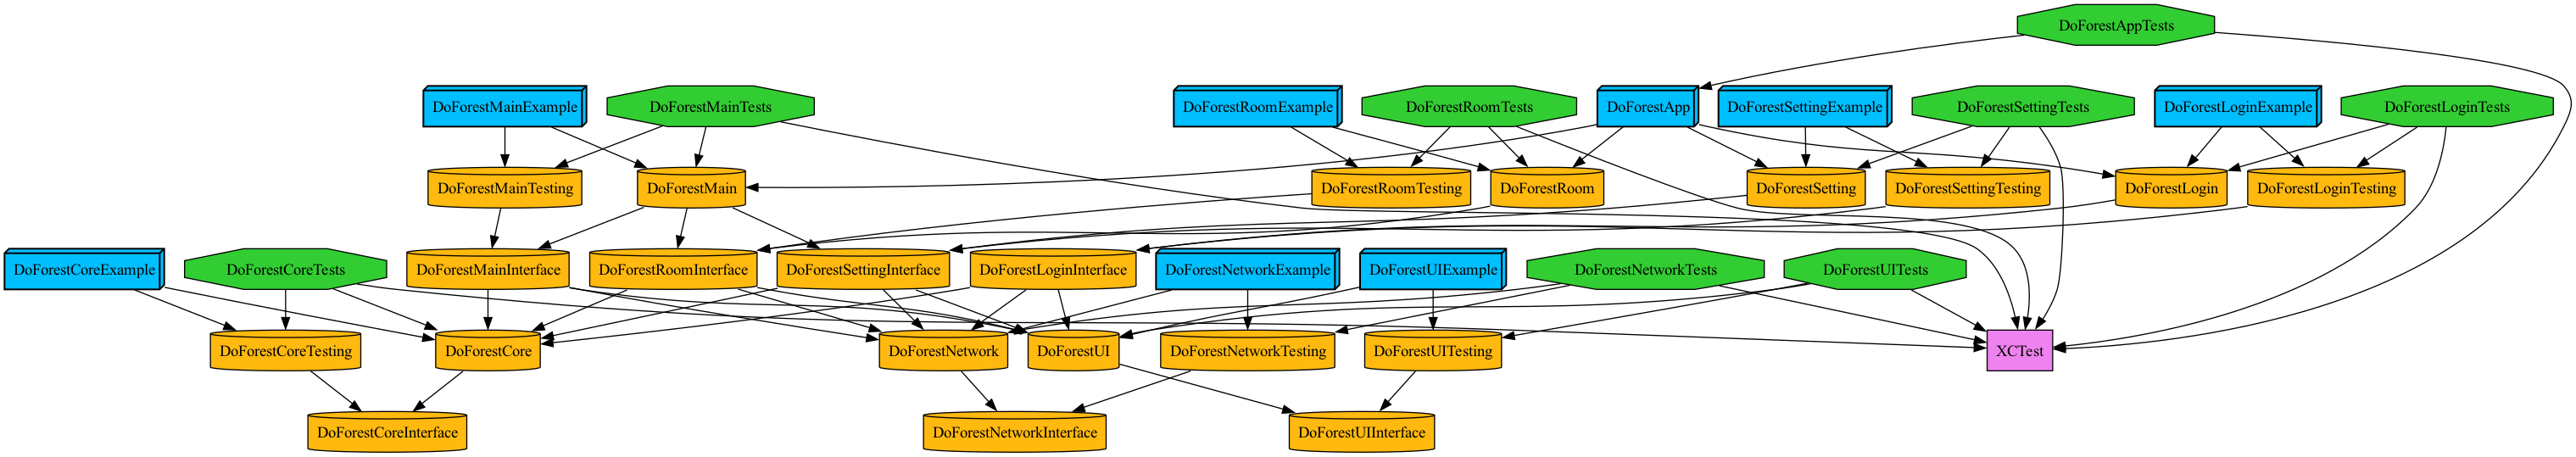 DoForestAppTests
DoForestMainExample
DoForestMainTests
DoForestRoomExample
DoForestRoomTests
DoForestApp
DoForestSettingExample
DoForestSettingTests
DoForestLoginExample
DoForestLoginTests
DoForestMainTesting
DoForestMain
DoForestRoomTesting
DoForestRoom
DoForestSetting
DoForestSettingTesting
DoForestLogin
DoForestLoginTesting
DoForestCoreExample
DoForestCoreTests
DoForestMainInterface
DoForestRoomInterface
DoForestSettingInterface
DoForestLoginInterface
DoForestNetworkExample
DoForestUIExample
DoForestNetworkTests
DoForestUITests
DoForestCoreTesting
DoForestCore
DoForestNetwork
DoForestUI
DoForestNetworkTesting
DoForestUITesting
XCTest
DoForestCoreInterface
DoForestNetworkInterface
DoForestUIInterface